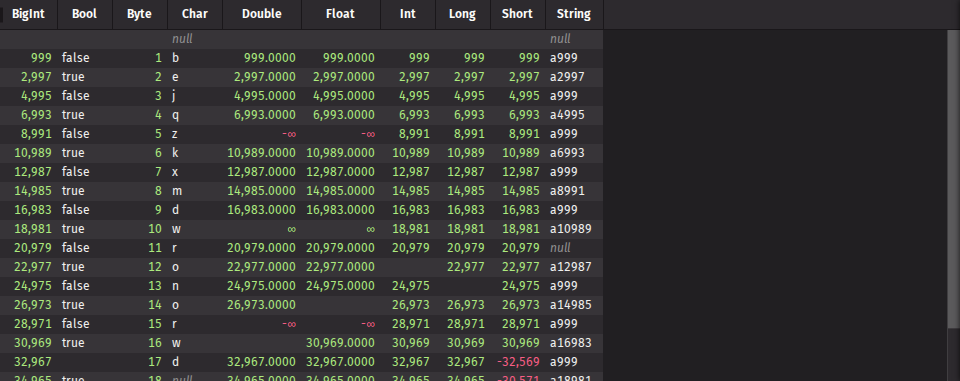 BigInt Bool Byte Char Double Float Int Long Short String
null null
999 false 1 b 999.0000 999.0000 999 999 999 a999
2,997 true 2 e 2,997.0000 2,997.0000 2,997 2,997 2,997 a2997
4,995 false 3 j 4,995.0000 4,995.0000 4,995 4,995 4,995 a999
6,993 true 4 q 6,993.0000 6,993.0000 6,993 6,993 6,993 a4995
8,991 false 5 z -∞ -∞ 8,991 8,991 8,991 a999
10,989 true 6 k 10,989.0000 10,989.0000 10,989 10,989 10,989 a6993
12,987 false 7 x 12,987.0000 12,987.0000 12,987 12,987 12,987 a999
14,985 true 8 m 14,985.0000 14,985.0000 14,985 14,985 14,985 a8991
16,983 false 9 d 16,983.0000 16,983.0000 16,983 16,983 16,983 a999
18,981 true 10 w ∞ ∞ 18,981 18,981 18,981 a10989
20,979 false 11 r 20,979.0000 20,979.0000 20,979 20,979 20,979 null
22,977 true 12 o 22,977.0000 22,977.0000 22,977 22,977 a12987
24,975 false 13 n 24,975.0000 24,975.0000 24,975 24,975 a999
26,973 true 14 o 26,973.0000 26,973 26,973 26,973 a14985
28,971 false 15 r -∞ -∞ 28,971 28,971 28,971 a999
30,969 true 16 w 30,969.0000 30,969 30,969 30,969 a16983
32,967 17 d 32,967.0000 32,967.0000 32,967 32,967 -32,569 a999
34,965 true 18 null 34,965.0000 34,965.0000 34,965 34,965 -30,571 a18981